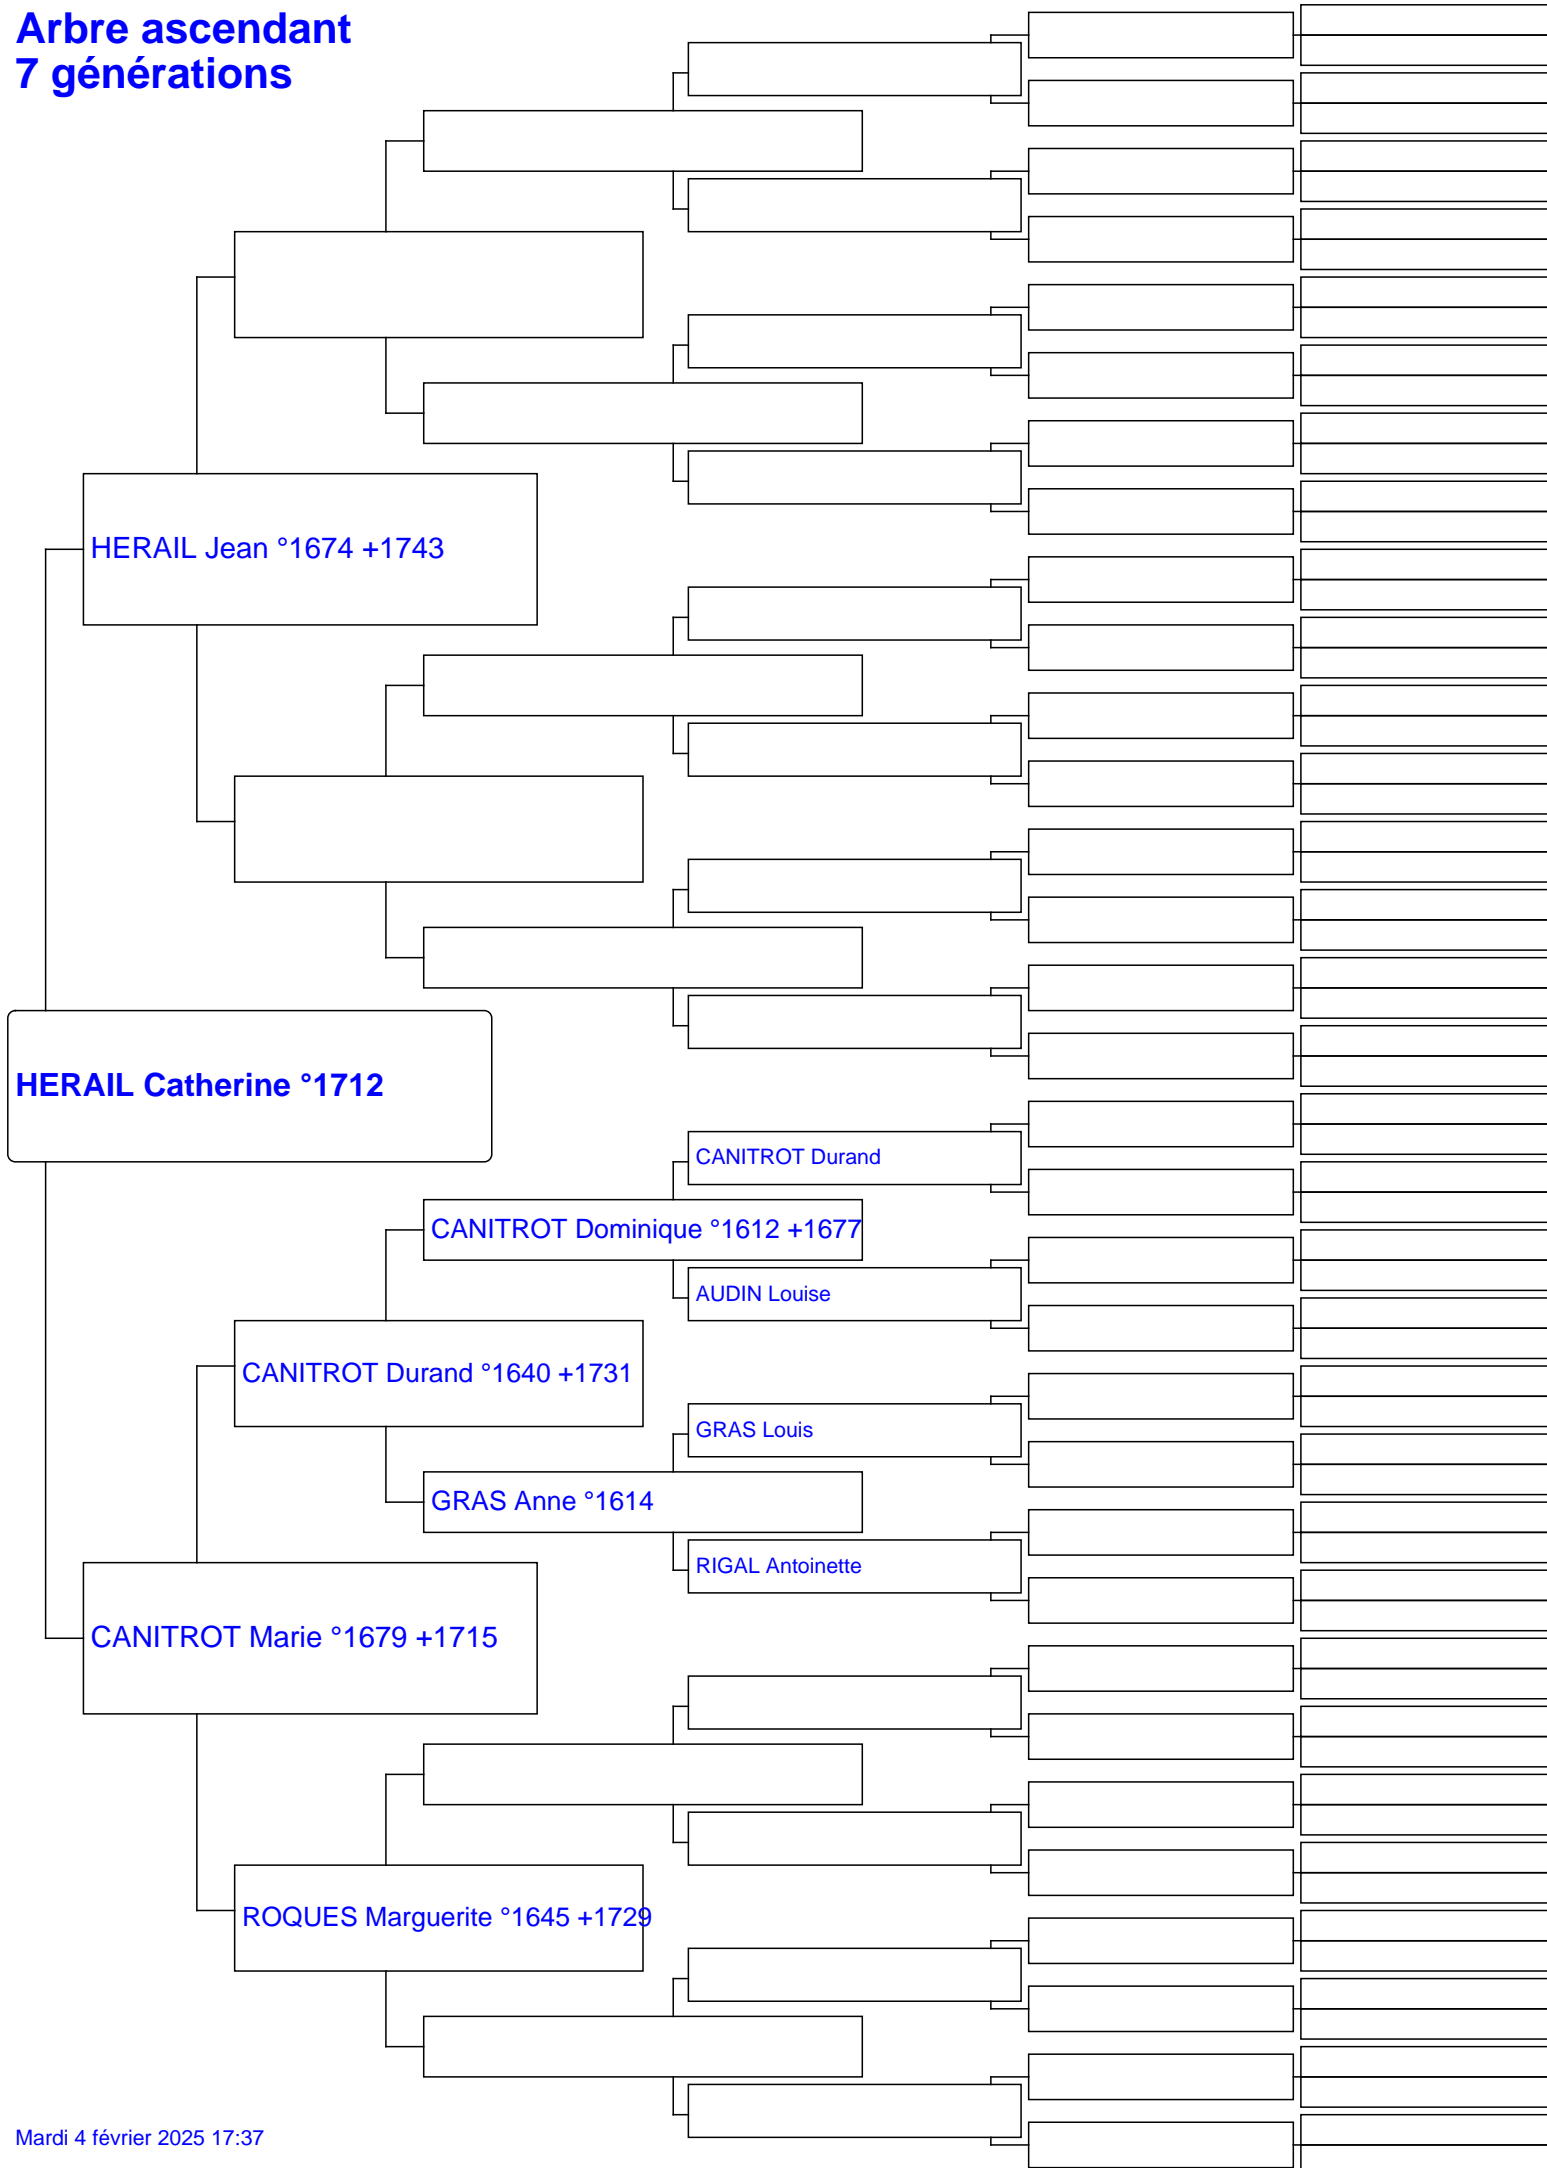 Arbre ascendant
7 générations
HERAIL Jean °1674 +1743
HERAIL Catherine °1712
CANITROT Durand
CANITROT Dominique °1612 +1677
AUDIN Louise
CANITROT Durand °1640 +1731
GRAS Louis
GRAS Anne °1614
RIGAL Antoinette
CANITROT Marie °1679 +1715
ROQUES Marguerite °1645 +1729
Mardi 4 février 2025 17:37